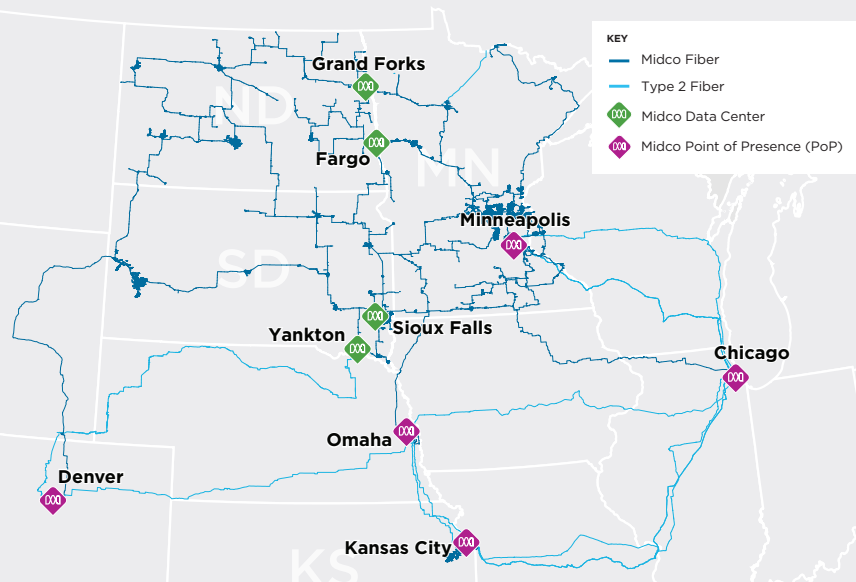 KEY
Midco Fiber
Type 2 Fiber
Midco Data Center
Midco Point of Presence (PoP)
Grand Forks
ND
Fargo
MN
Minneapolis
SD
Sioux Falls
Yankton
Chicago
Omaha
Denver
Kansas City
KS